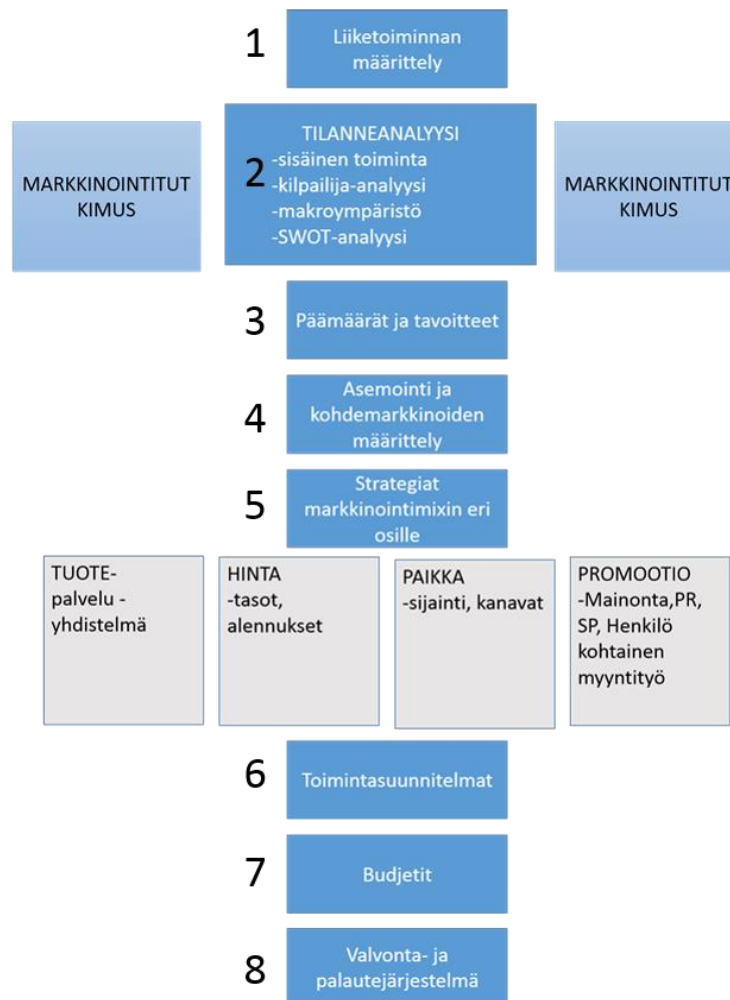 1
Liiketoiminnan
määrittely
MARKKINOINTITUT
KIMUS
2
TILANNEANALYYSI
-sisäinen toiminta
-kilpailija-analyysi
-makroympäristö
-SWOT-analyysi
MARKKINOINTITUT
KIMUS
3
Päämäärät ja tavoitteet
4
Asemointi ja
kohdemarkkinoiden
määrittely
5
Strategiat
markkinointimixin eri
osille
TUOTE-
palvelu -
yhdistelmä
HINTA
-tasot,
alennukset
PAIKKA
-sijainti, kanavat
PROMOOTIO
-Mainonta,PR,
SP, Henkilö
kohtainen
myyntityö
6
Toimintasuunnitelmat
7
Budjetit
8
Valvonta- ja
palautejärjestelmä